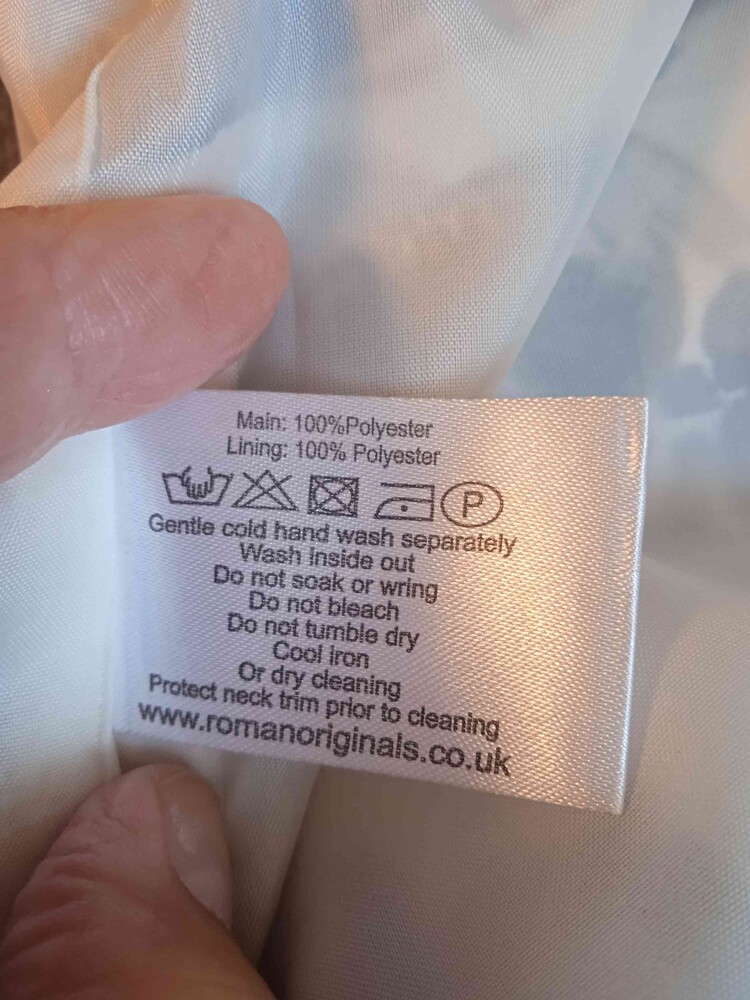 Main: 100%Polyester
Lining: 100% Polyester
P
Gentle cold hand wash separately
Wash inside out
Do not soak or wring
Do not bleach
Do not tumble dry
Cool iron
Or dry cleaning
Protect neck trim prior to cleaning
www.romanoriginals.co.uk